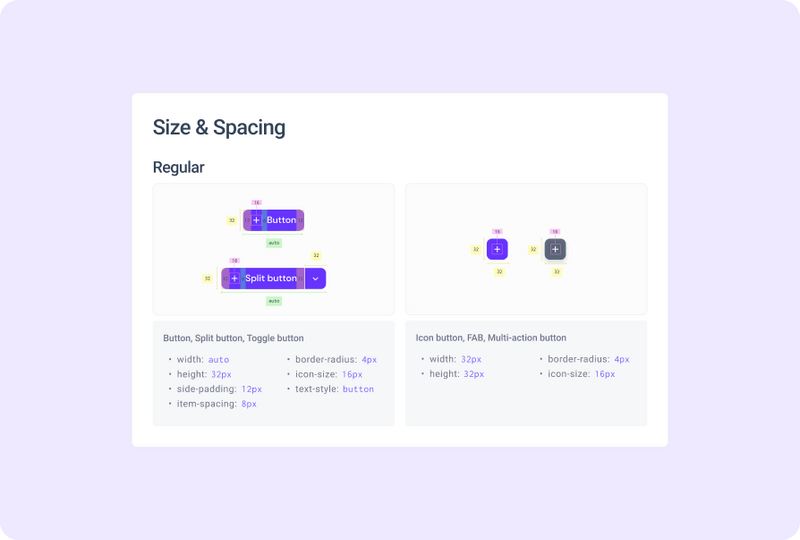 Size & Spacing
Regular
16
32
Button
auto
32
16
32
Split button
auto
16
16
32
32
32
32
Button, Split button, Toggle button
• width: auto
• height: 32px
• side-padding: 12px
• item-spacing: 8px
• border-radius: 4px
• icon-size: 16px
• text-style: button
Icon button, FAB, Multi-action button
• width: 32px
• height: 32px
• border-radius: 4px
• icon-size: 16px